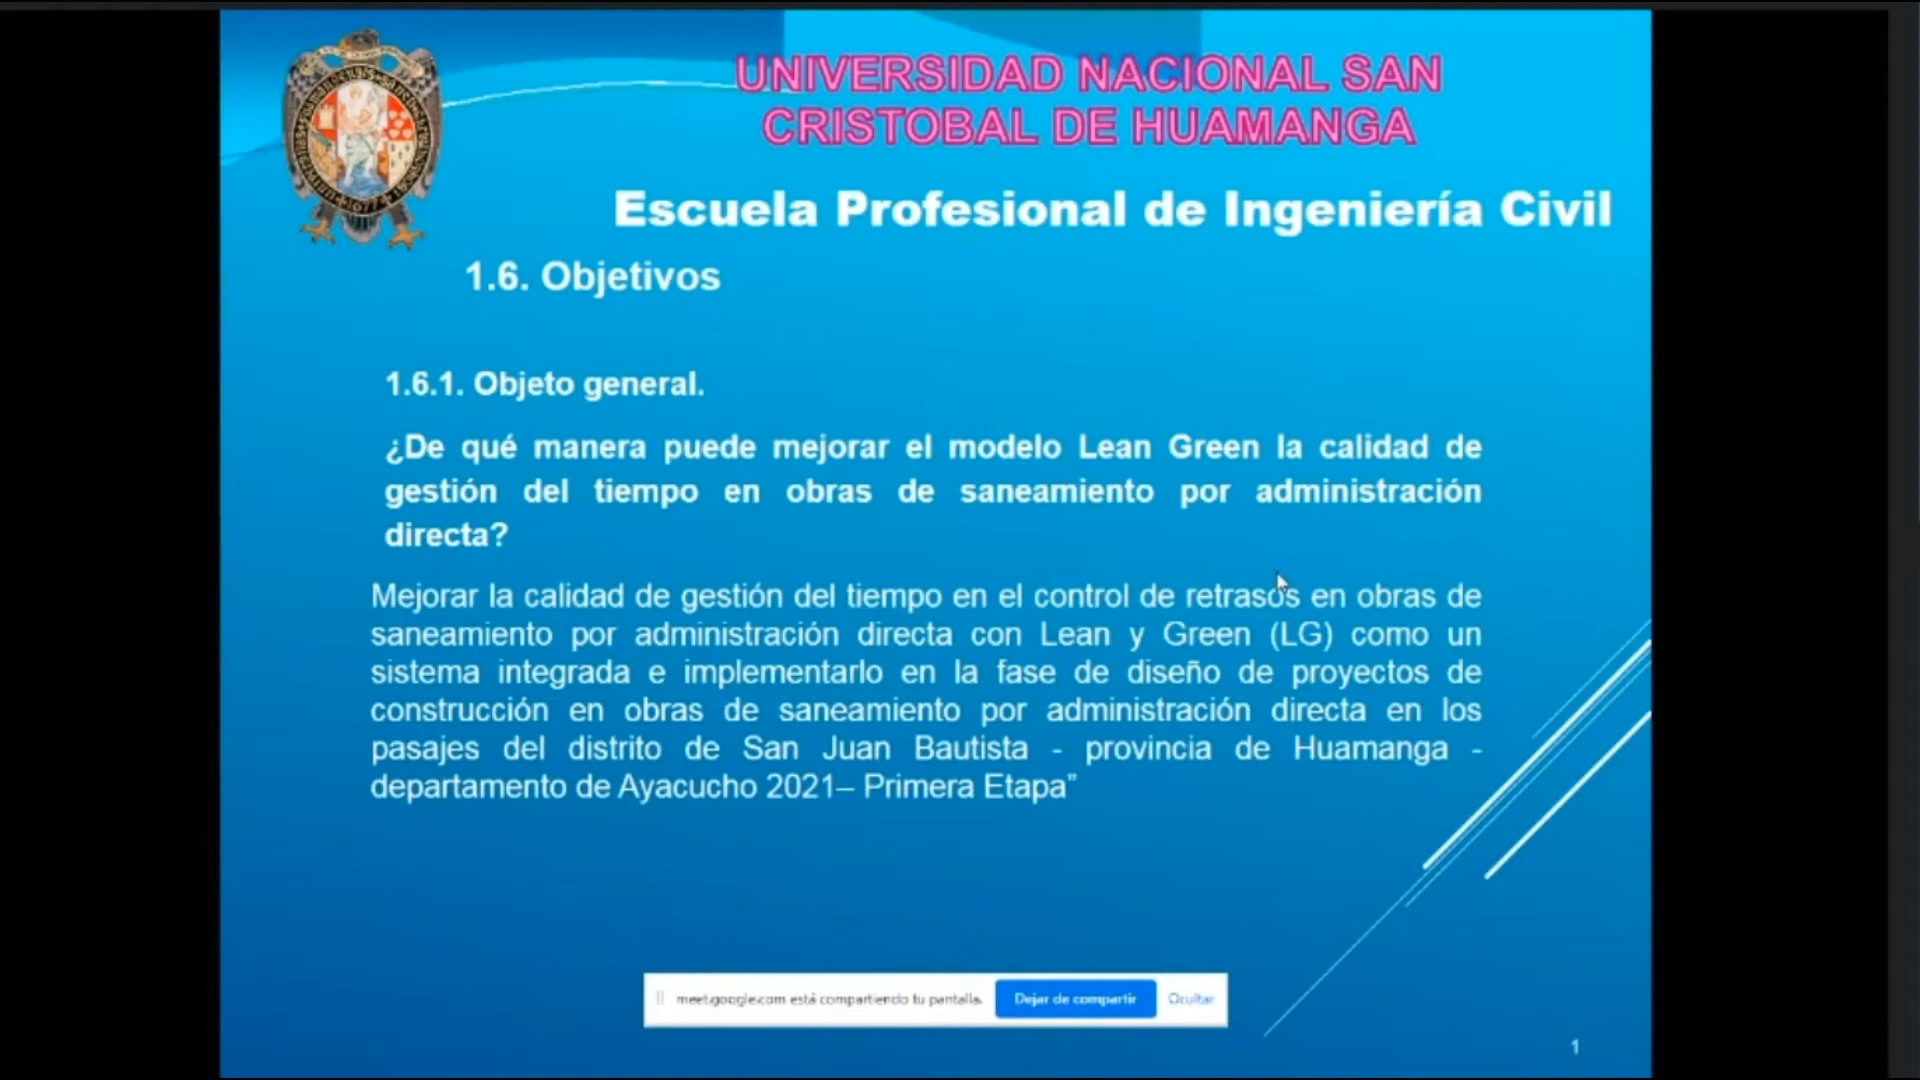 UNIVERSIDAD NACIONAL SAN
CRISTOBAL DE HUAMANGA
Escuela Profesional de Ingeniería Civil
1.6. Objetivos
1.6.1. Objeto general.
¿De qué manera puede mejorar el modelo Lean Green la calidad de
gestión del tiempo en obras de saneamiento por administración
directa?
Mejorar la calidad de gestión del tiempo en el control de retrasos en obras de
saneamiento por administración directa con Lean y Green (LG) como un
sistema integrada e implementarlo en la fase de diseño de proyectos de
construcción en obras de saneamiento por administración directa en los
pasajes del distrito de San Juan Bautista - provincia de Huamanga -
departamento de Ayacucho 2021– Primera Etapa”
meet.google.com está compartiendo tu pantalla. Dejar de compartir Ocultar
1
1677